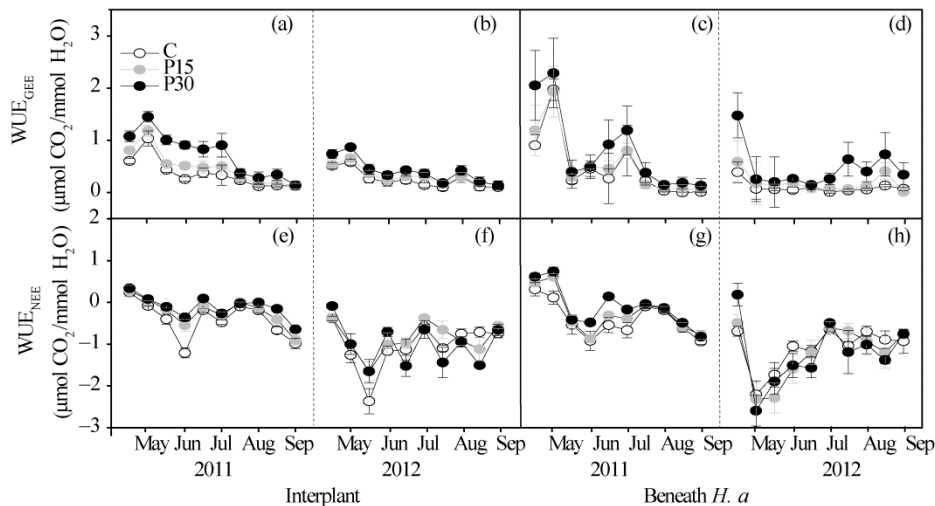 (a) (b) (c) (d)
C
P15
P30
WUE_GEE
(µmol CO₂/mmol H₂O)
3
2
1
0
(e) (f) (g) (h)
WUE_NEE
(µmol CO₂/mmol H₂O)
2
1
0
−1
−2
−3
May Jun Jul Aug Sep May Jun Jul Aug Sep May Jun Jul Aug Sep May Jun Jul Aug Sep
2011 2012 2011 2012
Interplant Beneath H. a